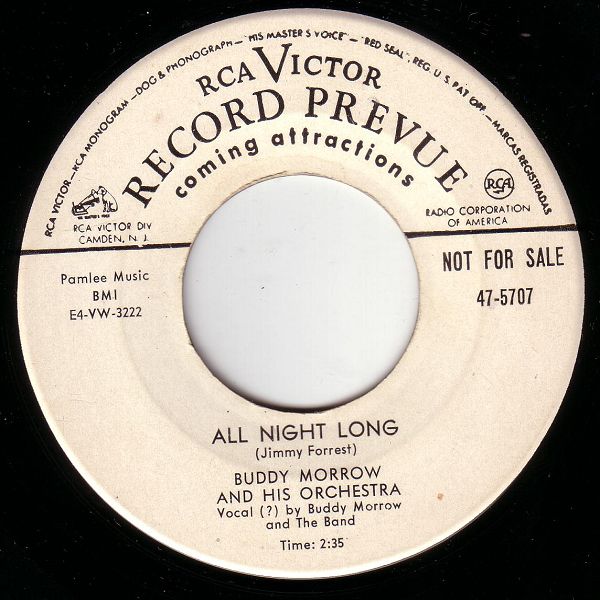 RCA VICTOR—RCA MONOGRAM—DOG & PHONOGRAPH—"HIS MASTER'S VOICE"—"RED SEAL", REG. U. S. PAT. OFF.—MARCAS REGISTRADAS
RCA VICTOR
RECORD PREVUE
coming attractions
RCA VICTOR DIV.
CAMDEN, N. J.
RCA
RADIO CORPORATION
OF AMERICA
NOT FOR SALE
47-5707
Pamlee Music
BMI
E4-VW-3222
ALL NIGHT LONG
(Jimmy Forrest)
BUDDY MORROW
AND HIS ORCHESTRA
Vocal (?) by Buddy Morrow
and The Band
Time: 2:35